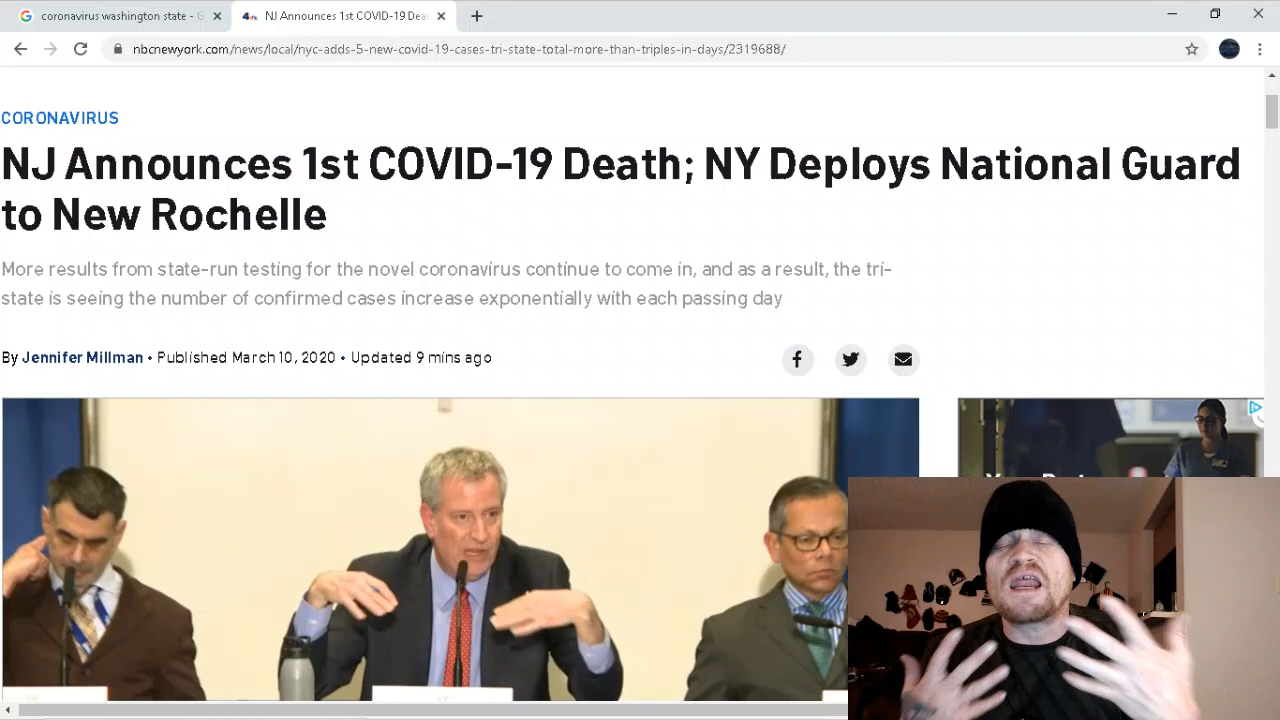 coronavirus washington state - G
NJ Announces 1st COVID-19 Dea
nbcnewyork.com/news/local/nyc-adds-5-new-covid-19-cases-tri-state-total-more-than-triples-in-days/2319688/
CORONAVIRUS
NJ Announces 1st COVID-19 Death; NY Deploys National Guard
to New Rochelle
More results from state-run testing for the novel coronavirus continue to come in, and as a result, the tri-
state is seeing the number of confirmed cases increase exponentially with each passing day
By Jennifer Millman • Published March 10, 2020 • Updated 9 mins ago